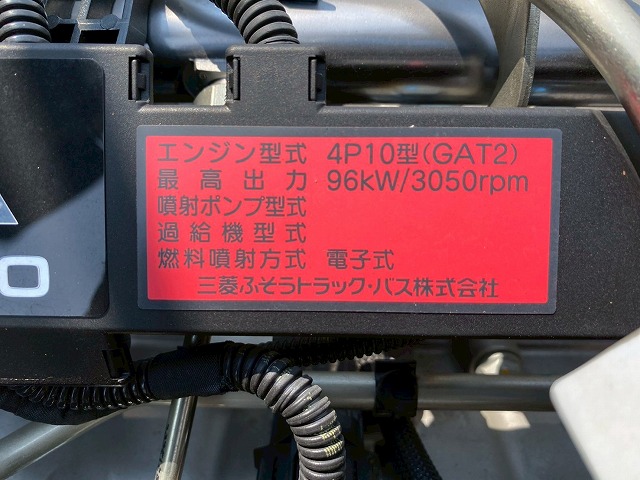 エンジン型式 4P10型(GAT2)
最高出力 96kW/3050rpm
噴射ポンプ型式
過給機型式
燃料噴射方式 電子式
三菱ふそうトラック・バス株式会社
O